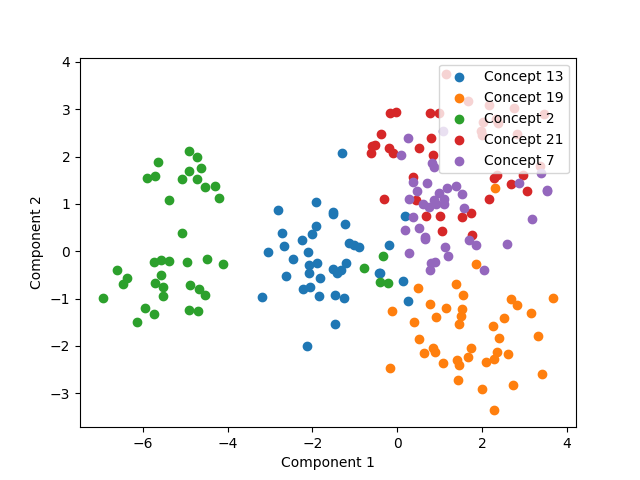 4
3
2
1
0
−1
−2
−3
Component 2
−6
−4
−2
0
2
4
Component 1
Concept 13
Concept 19
Concept 2
Concept 21
Concept 7